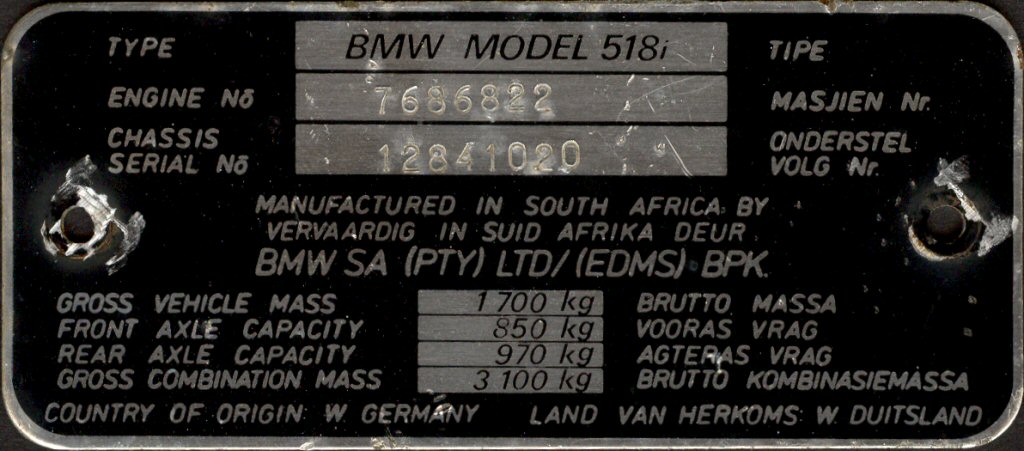 TYPE BMW MODEL 518i TIPE
ENGINE Nō 7686822 MASJIEN Nr.
CHASSIS SERIAL Nō 12841020 ONDERSTEL VOLG Nr.
MANUFACTURED IN SOUTH AFRICA BY
VERVAARDIG IN SUID AFRIKA DEUR
BMW SA (PTY) LTD/(EDMS) BPK.
GROSS VEHICLE MASS 1 700 kg BRUTTO MASSA
FRONT AXLE CAPACITY 850 kg VOORAS VRAG
REAR AXLE CAPACITY 970 kg AGTERAS VRAG
GROSS COMBINATION MASS 3 100 kg BRUTTO KOMBINASIEMASSA
COUNTRY OF ORIGIN: W. GERMANY LAND VAN HERKOMS: W. DUITSLAND